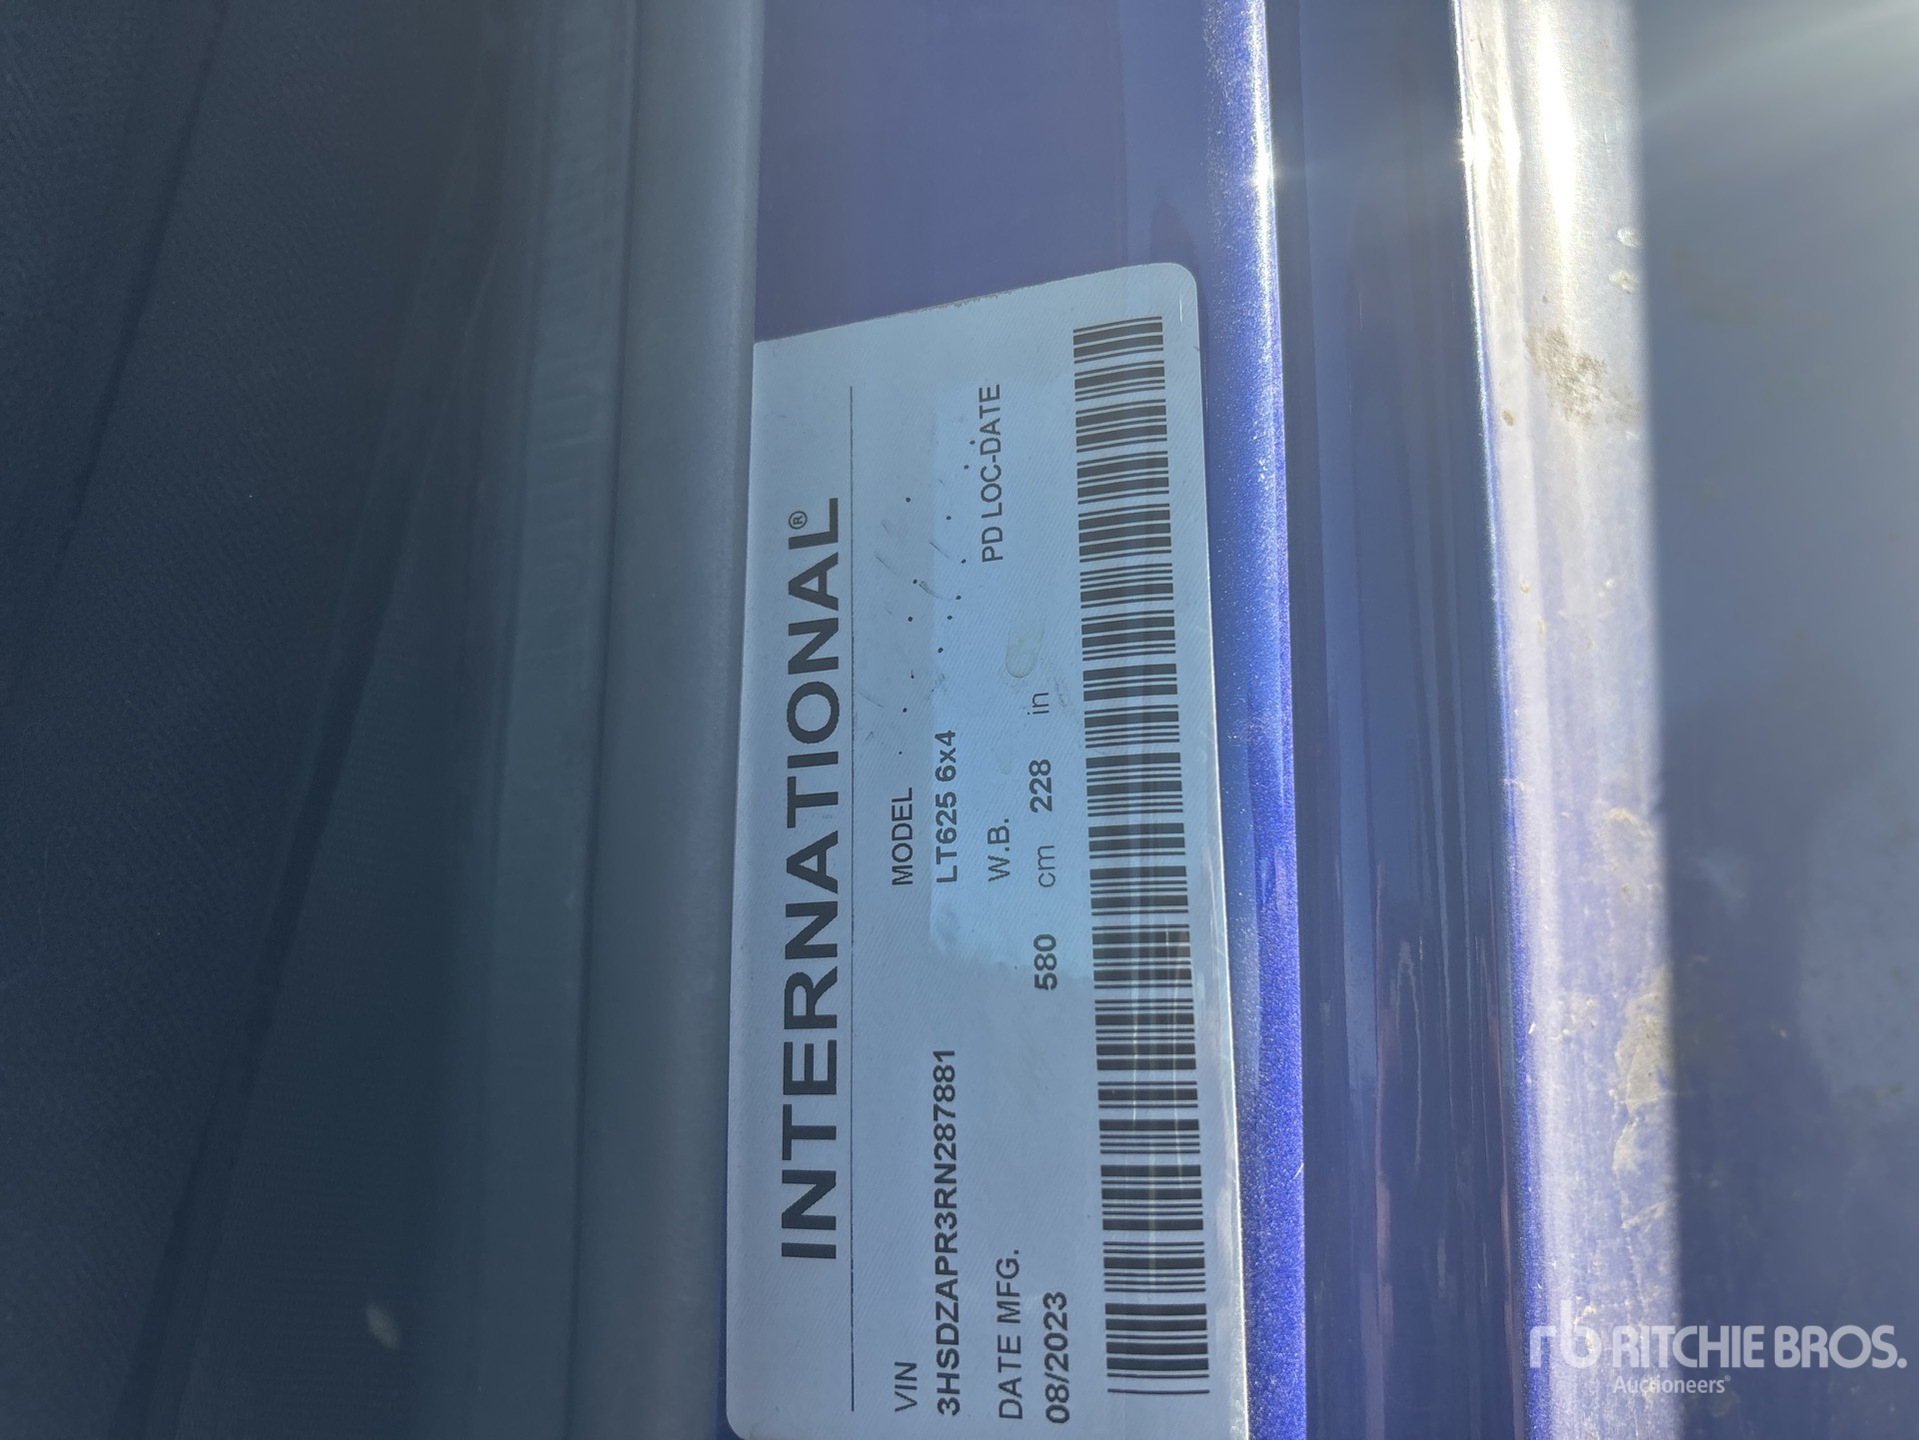 INTERNATIONAL®
VIN
3HSDZAPR3RN287881
MODEL
LT625 6x4
DATE MFG.
08/2023
W.B.
580 cm 228 in
PD LOC-DATE
rb RITCHIE BROS.
Auctioneers®